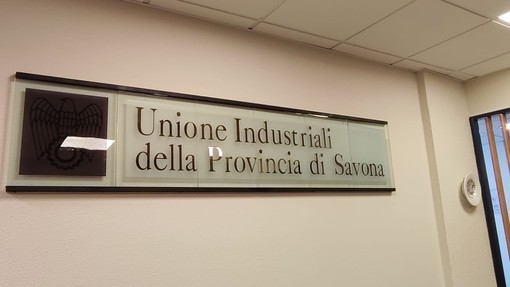 Unione Industriali
della Provincia di Savona